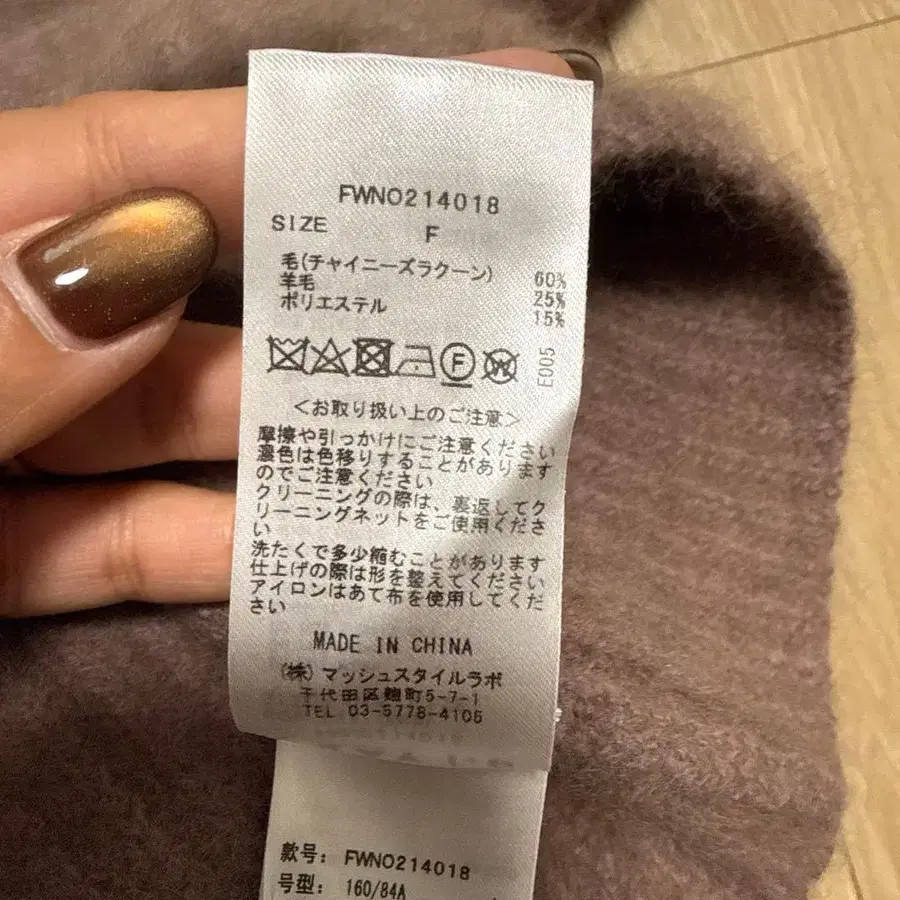 FWNO214018
SIZE F
毛(チャイニーズラクーン) 60%
羊毛 25%
ポリエステル 15%
F W
E005
<お取り扱い上のご注意>
摩擦や引っかけにご注意ください
濃色は色移りすることがあります
のでご注意ください
クリーニングの際は、裏返してク
リーニングネットをご使用くださ
い
洗たくで多少縮むことがあります
仕上げの際は形を整えてください
アイロンはあて布を使用してくだ
さい
MADE IN CHINA
(株)マッシュスタイルラボ
千代田区麹町5-7-1
TEL 03-5778-4105
款号: FWNO214018
号型: 160/84A